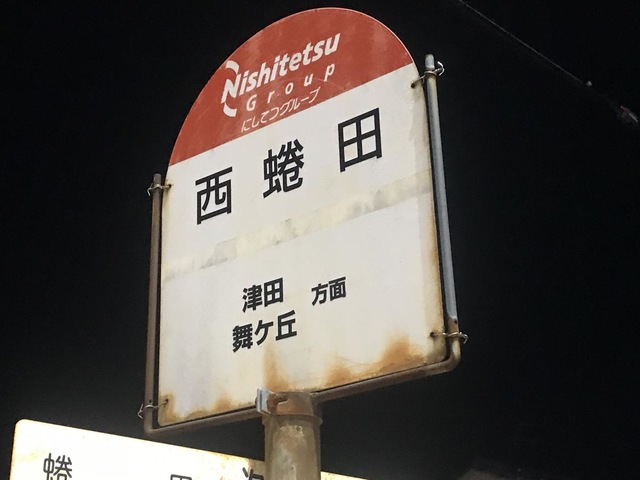 Nishitetsu
Group
にしてつグループ
西蜷田
津田 方面
舞ケ丘
蜷